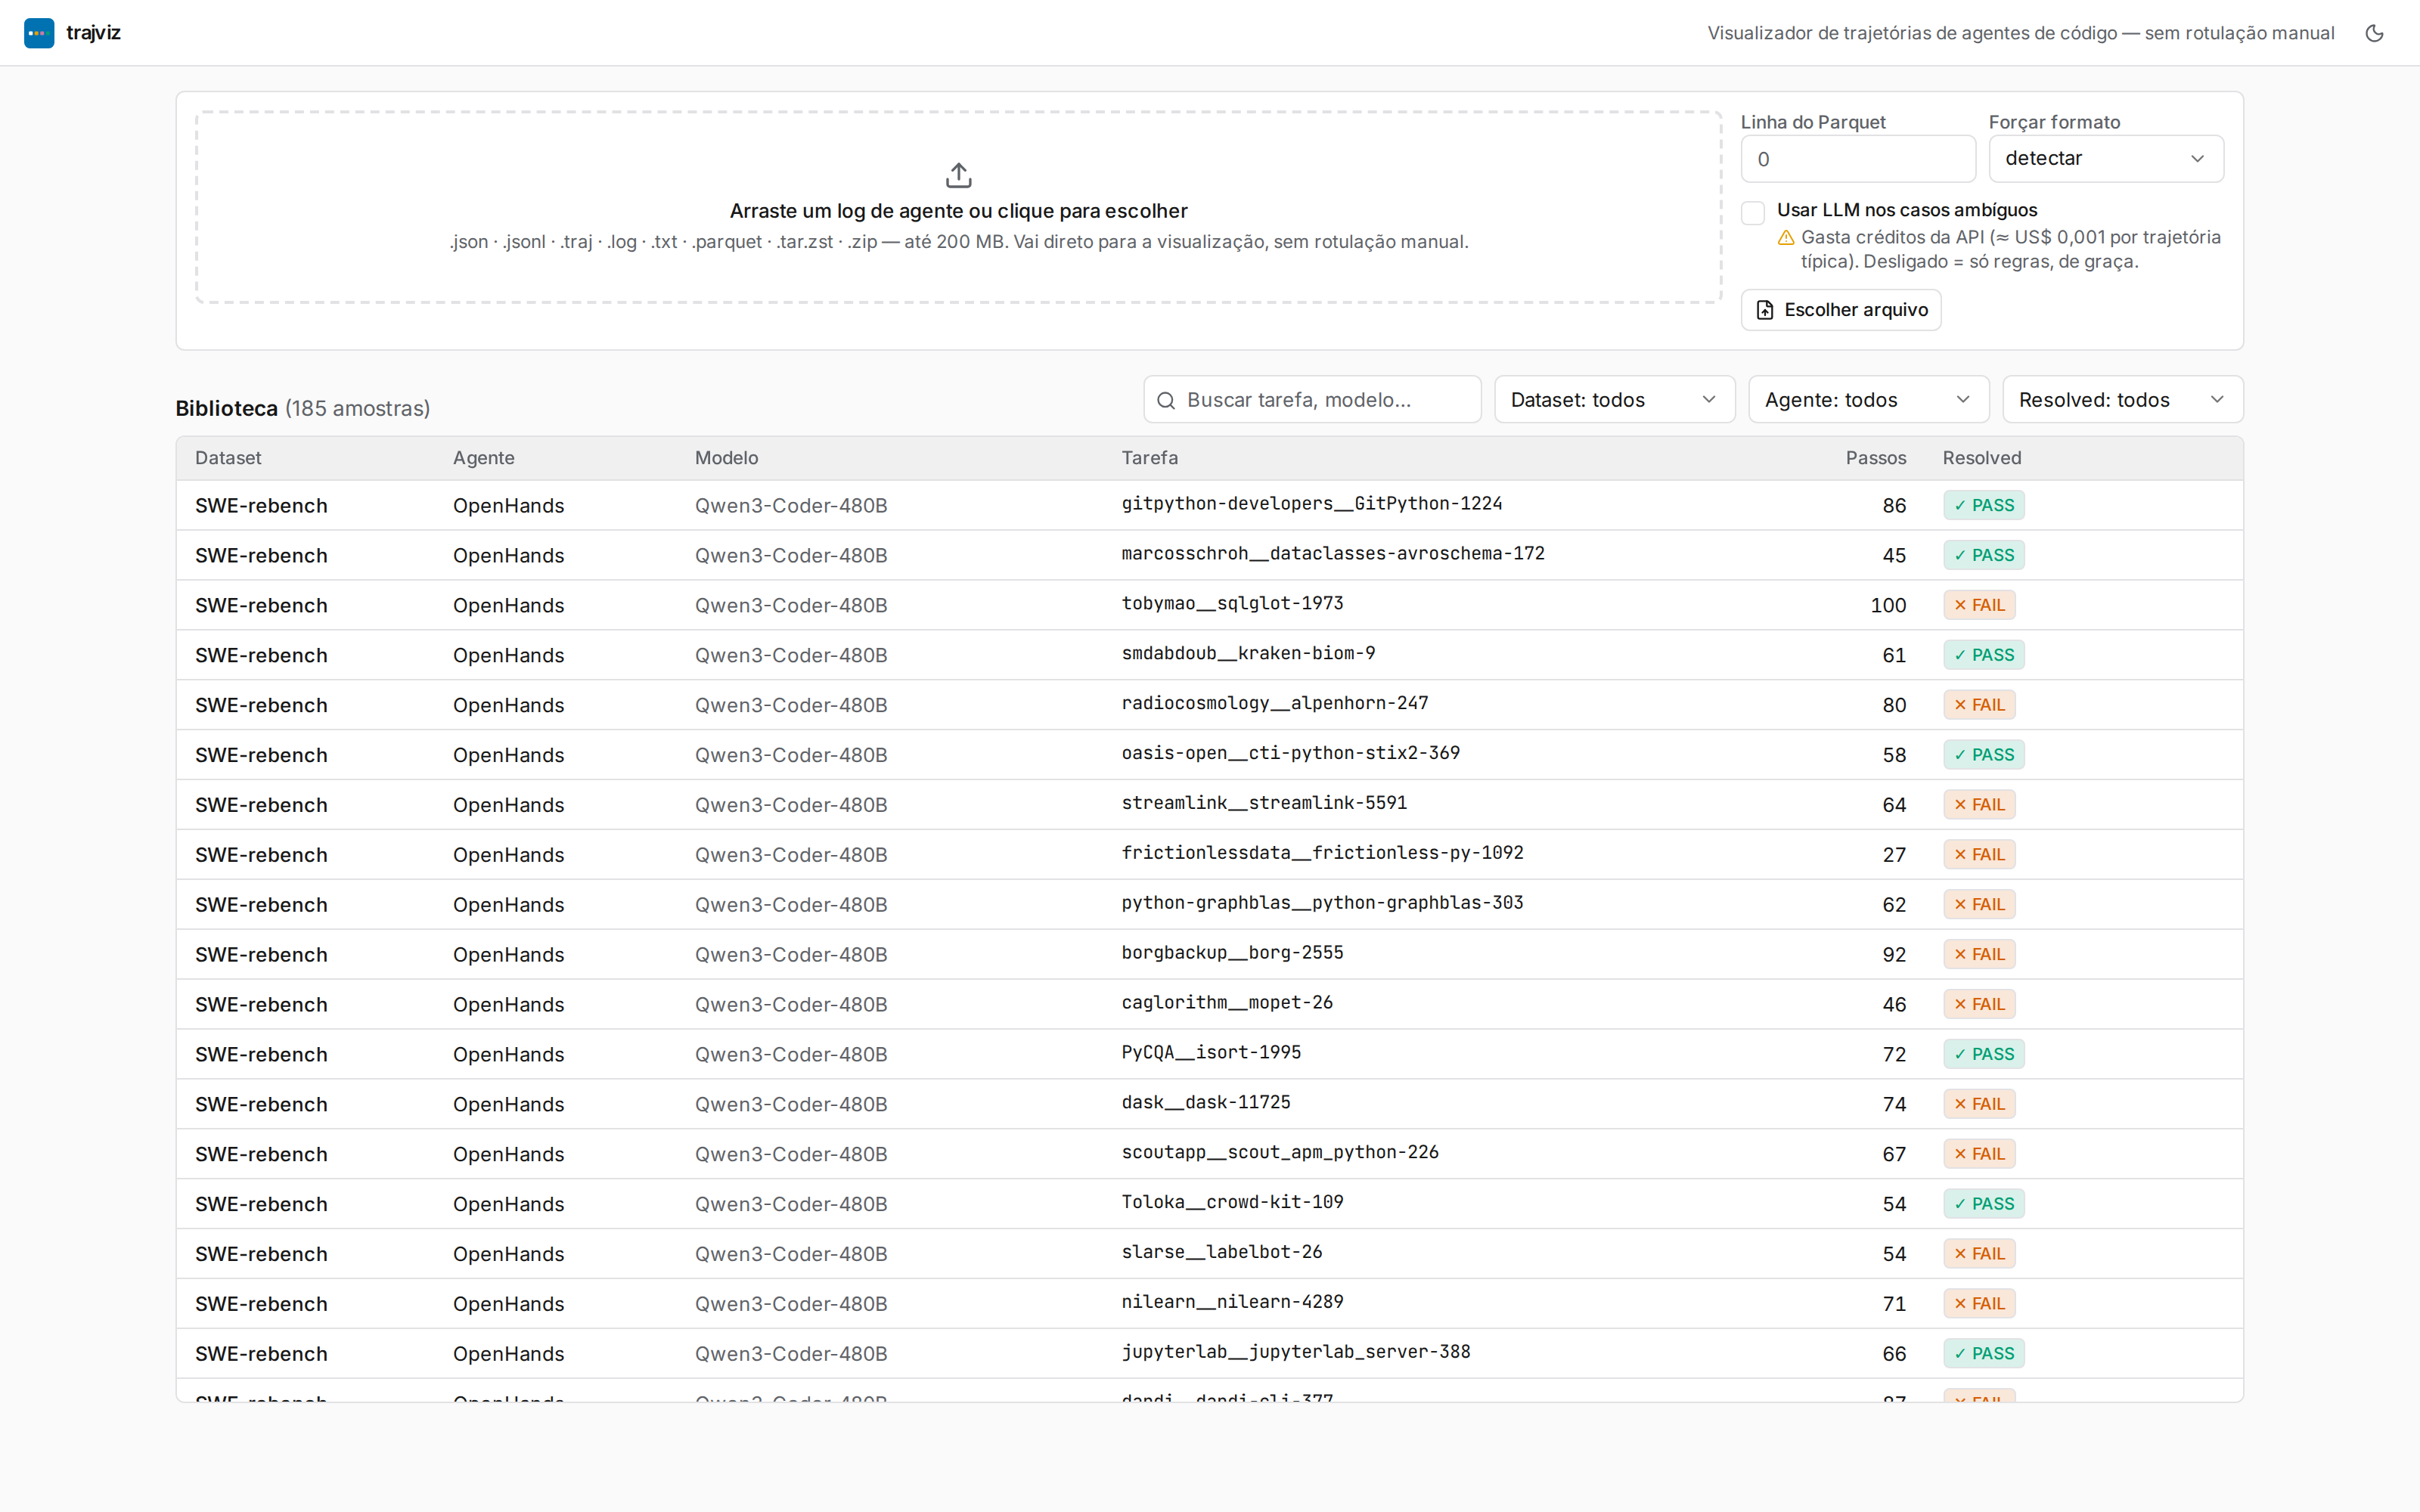 trajviz
Visualizador de trajetórias de agentes de código — sem rotulação manual
Arraste um log de agente ou clique para escolher
.json · .jsonl · .traj · .log · .txt · .parquet · .tar.zst · .zip — até 200 MB. Vai direto para a visualização, sem rotulação manual.
Linha do Parquet
0
Forçar formato
detectar
Usar LLM nos casos ambíguos
Gasta créditos da API (≈ US$ 0,001 por trajetória
típica). Desligado = só regras, de graça.
Escolher arquivo
Biblioteca (185 amostras)
Buscar tarefa, modelo...
Dataset: todos
Agente: todos
Resolved: todos
Dataset Agente Modelo Tarefa Passos Resolved
SWE-rebench OpenHands Qwen3-Coder-480B gitpython-developers__GitPython-1224 86 ✓ PASS
SWE-rebench OpenHands Qwen3-Coder-480B marcosschroh__dataclasses-avroschema-172 45 ✓ PASS
SWE-rebench OpenHands Qwen3-Coder-480B tobymao__sqlglot-1973 100 ✕ FAIL
SWE-rebench OpenHands Qwen3-Coder-480B smdabdoub__kraken-biom-9 61 ✓ PASS
SWE-rebench OpenHands Qwen3-Coder-480B radiocosmology__alpenhorn-247 80 ✕ FAIL
SWE-rebench OpenHands Qwen3-Coder-480B oasis-open__cti-python-stix2-369 58 ✓ PASS
SWE-rebench OpenHands Qwen3-Coder-480B streamlink__streamlink-5591 64 ✕ FAIL
SWE-rebench OpenHands Qwen3-Coder-480B frictionlessdata__frictionless-py-1092 27 ✕ FAIL
SWE-rebench OpenHands Qwen3-Coder-480B python-graphblas__python-graphblas-303 62 ✕ FAIL
SWE-rebench OpenHands Qwen3-Coder-480B borgbackup__borg-2555 92 ✕ FAIL
SWE-rebench OpenHands Qwen3-Coder-480B caglorithm__mopet-26 46 ✕ FAIL
SWE-rebench OpenHands Qwen3-Coder-480B PyCQA__isort-1995 72 ✓ PASS
SWE-rebench OpenHands Qwen3-Coder-480B dask__dask-11725 74 ✕ FAIL
SWE-rebench OpenHands Qwen3-Coder-480B scoutapp__scout_apm_python-226 67 ✕ FAIL
SWE-rebench OpenHands Qwen3-Coder-480B Toloka__crowd-kit-109 54 ✓ PASS
SWE-rebench OpenHands Qwen3-Coder-480B slarse__labelbot-26 54 ✕ FAIL
SWE-rebench OpenHands Qwen3-Coder-480B nilearn__nilearn-4289 71 ✕ FAIL
SWE-rebench OpenHands Qwen3-Coder-480B jupyterlab__jupyterlab_server-388 66 ✓ PASS
SWE-rebench OpenHands Qwen3-Coder-480B dandi__dandi-cli-377 87 ✕ FAIL